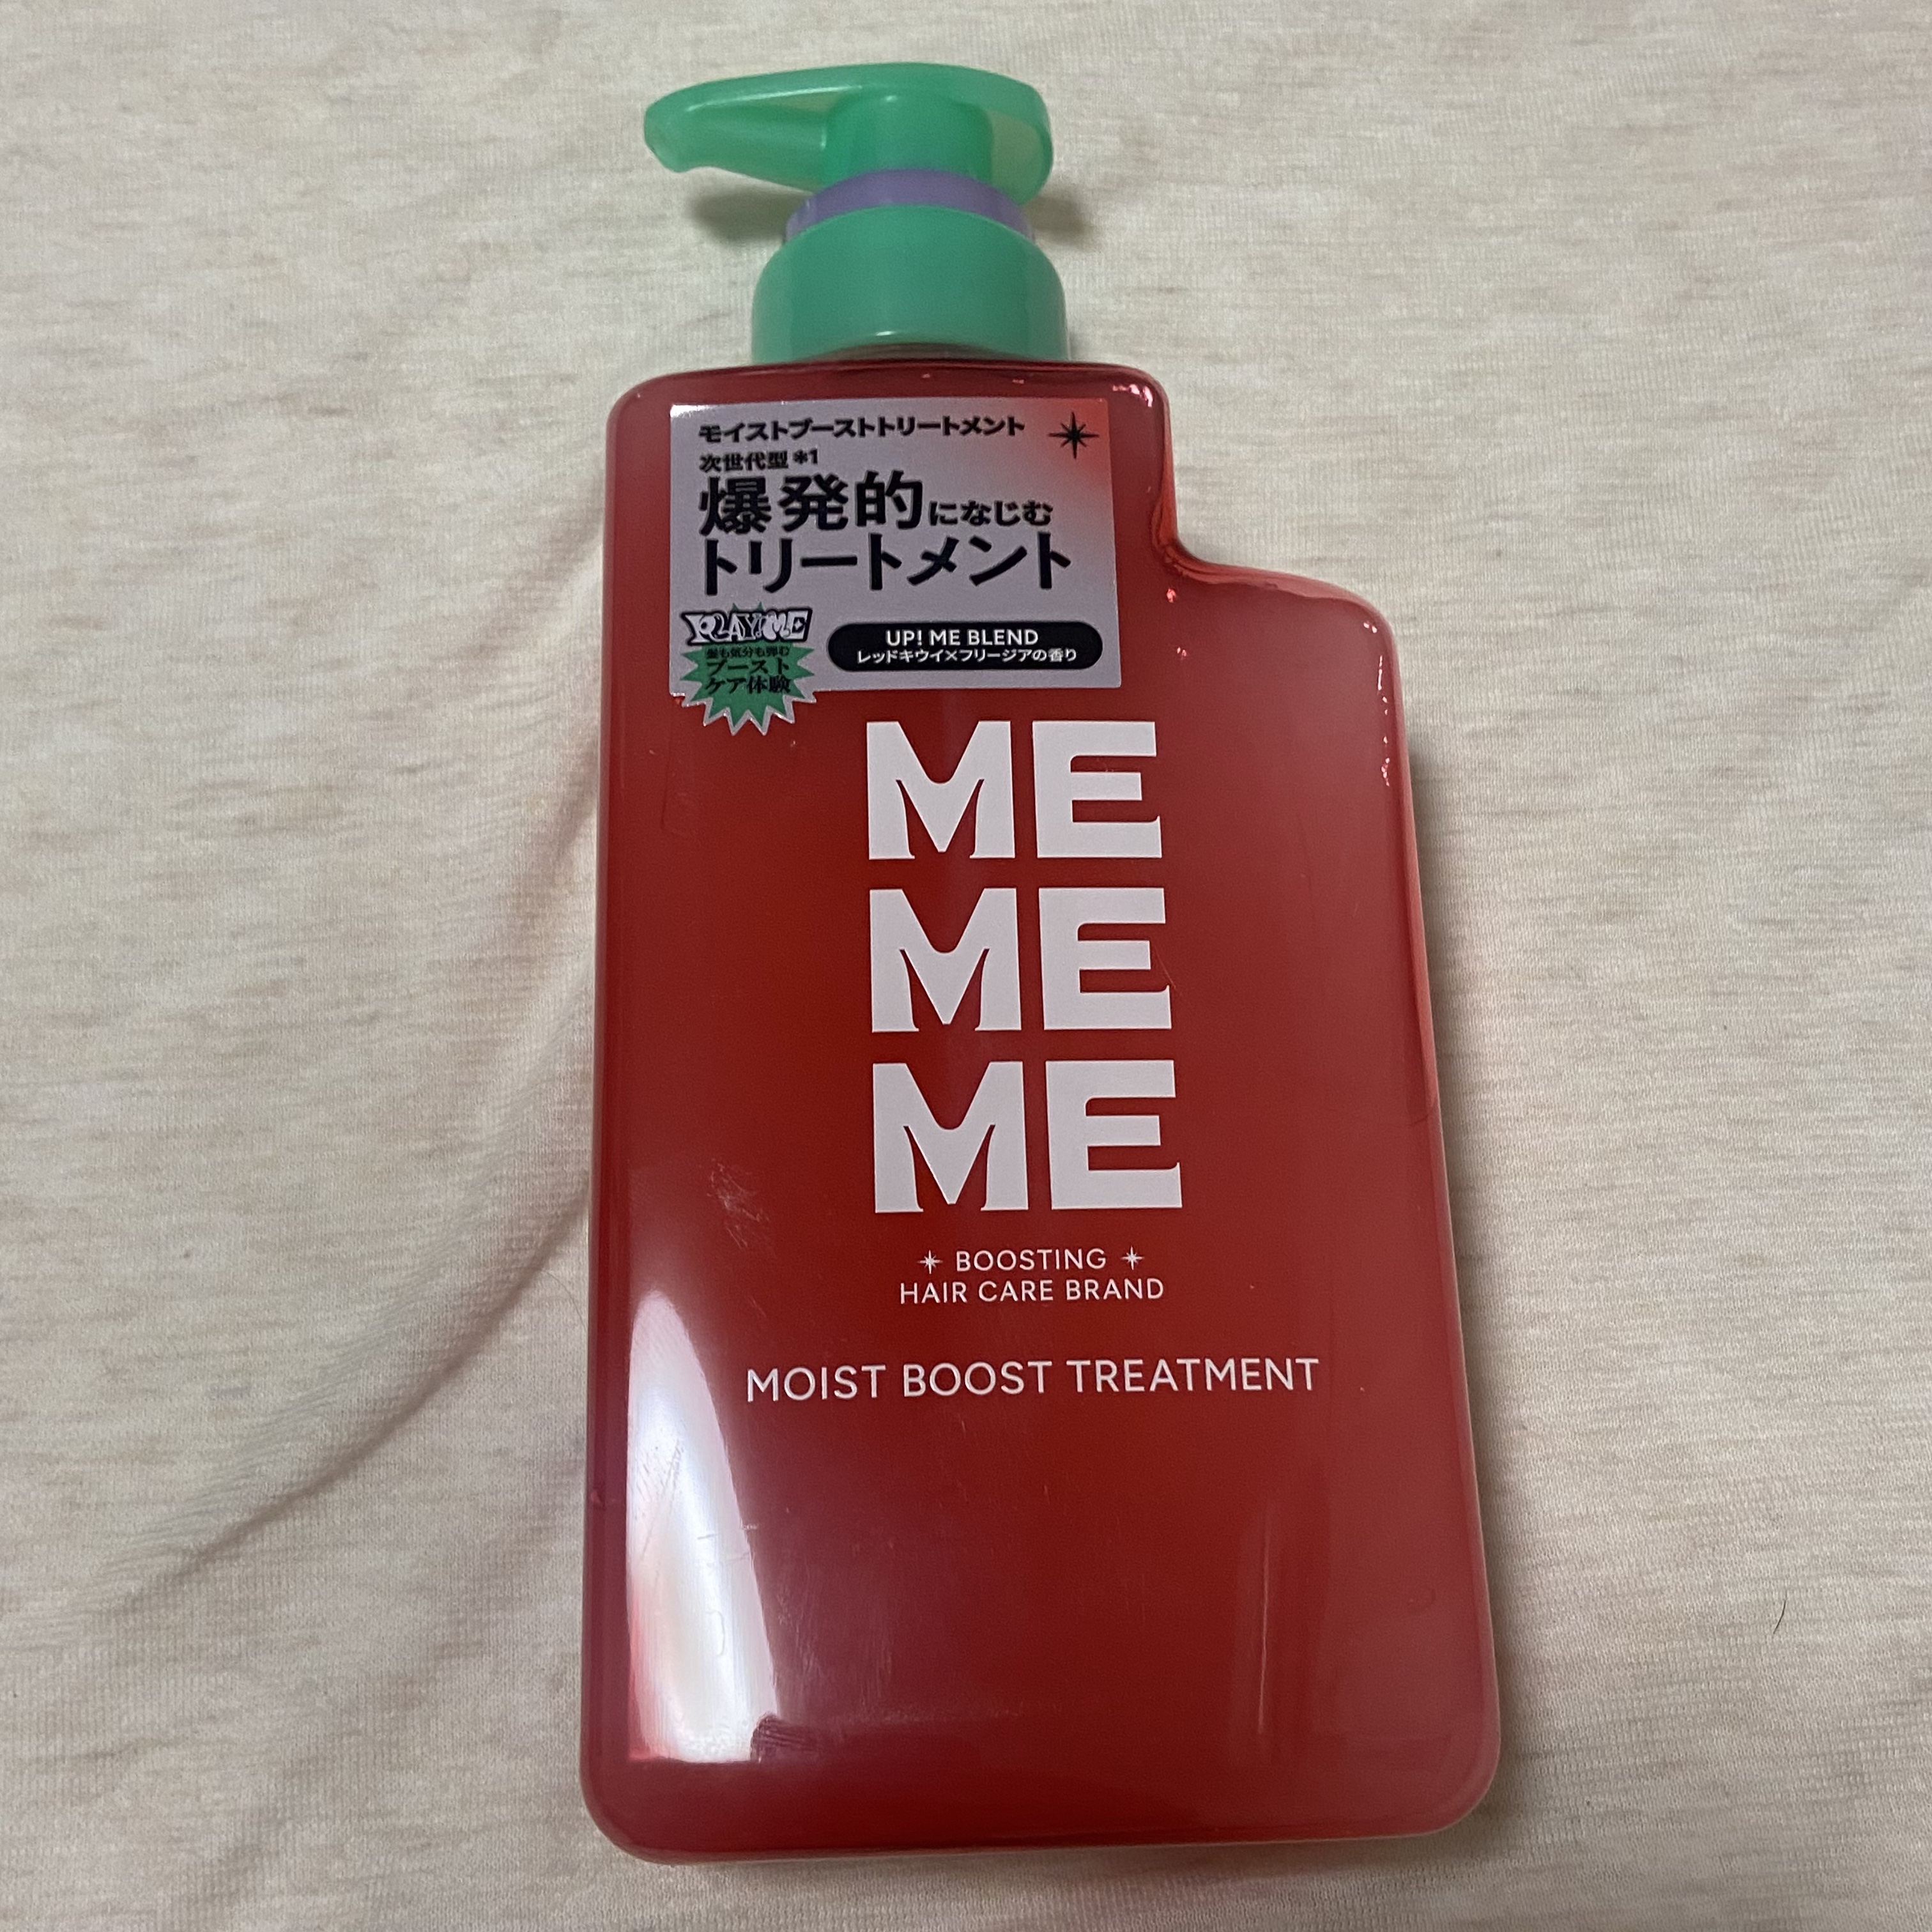 モイストブーストトリートメント
次世代型*1
爆発的になじむ
トリートメント
PLAY!ME
髪も気分も弾む
ブースト
ケア体験
UP! ME BLEND
レッドキウイ×フリージアの香り
ME
ME
ME
BOOSTING
HAIR CARE BRAND
MOIST BOOST TREATMENT